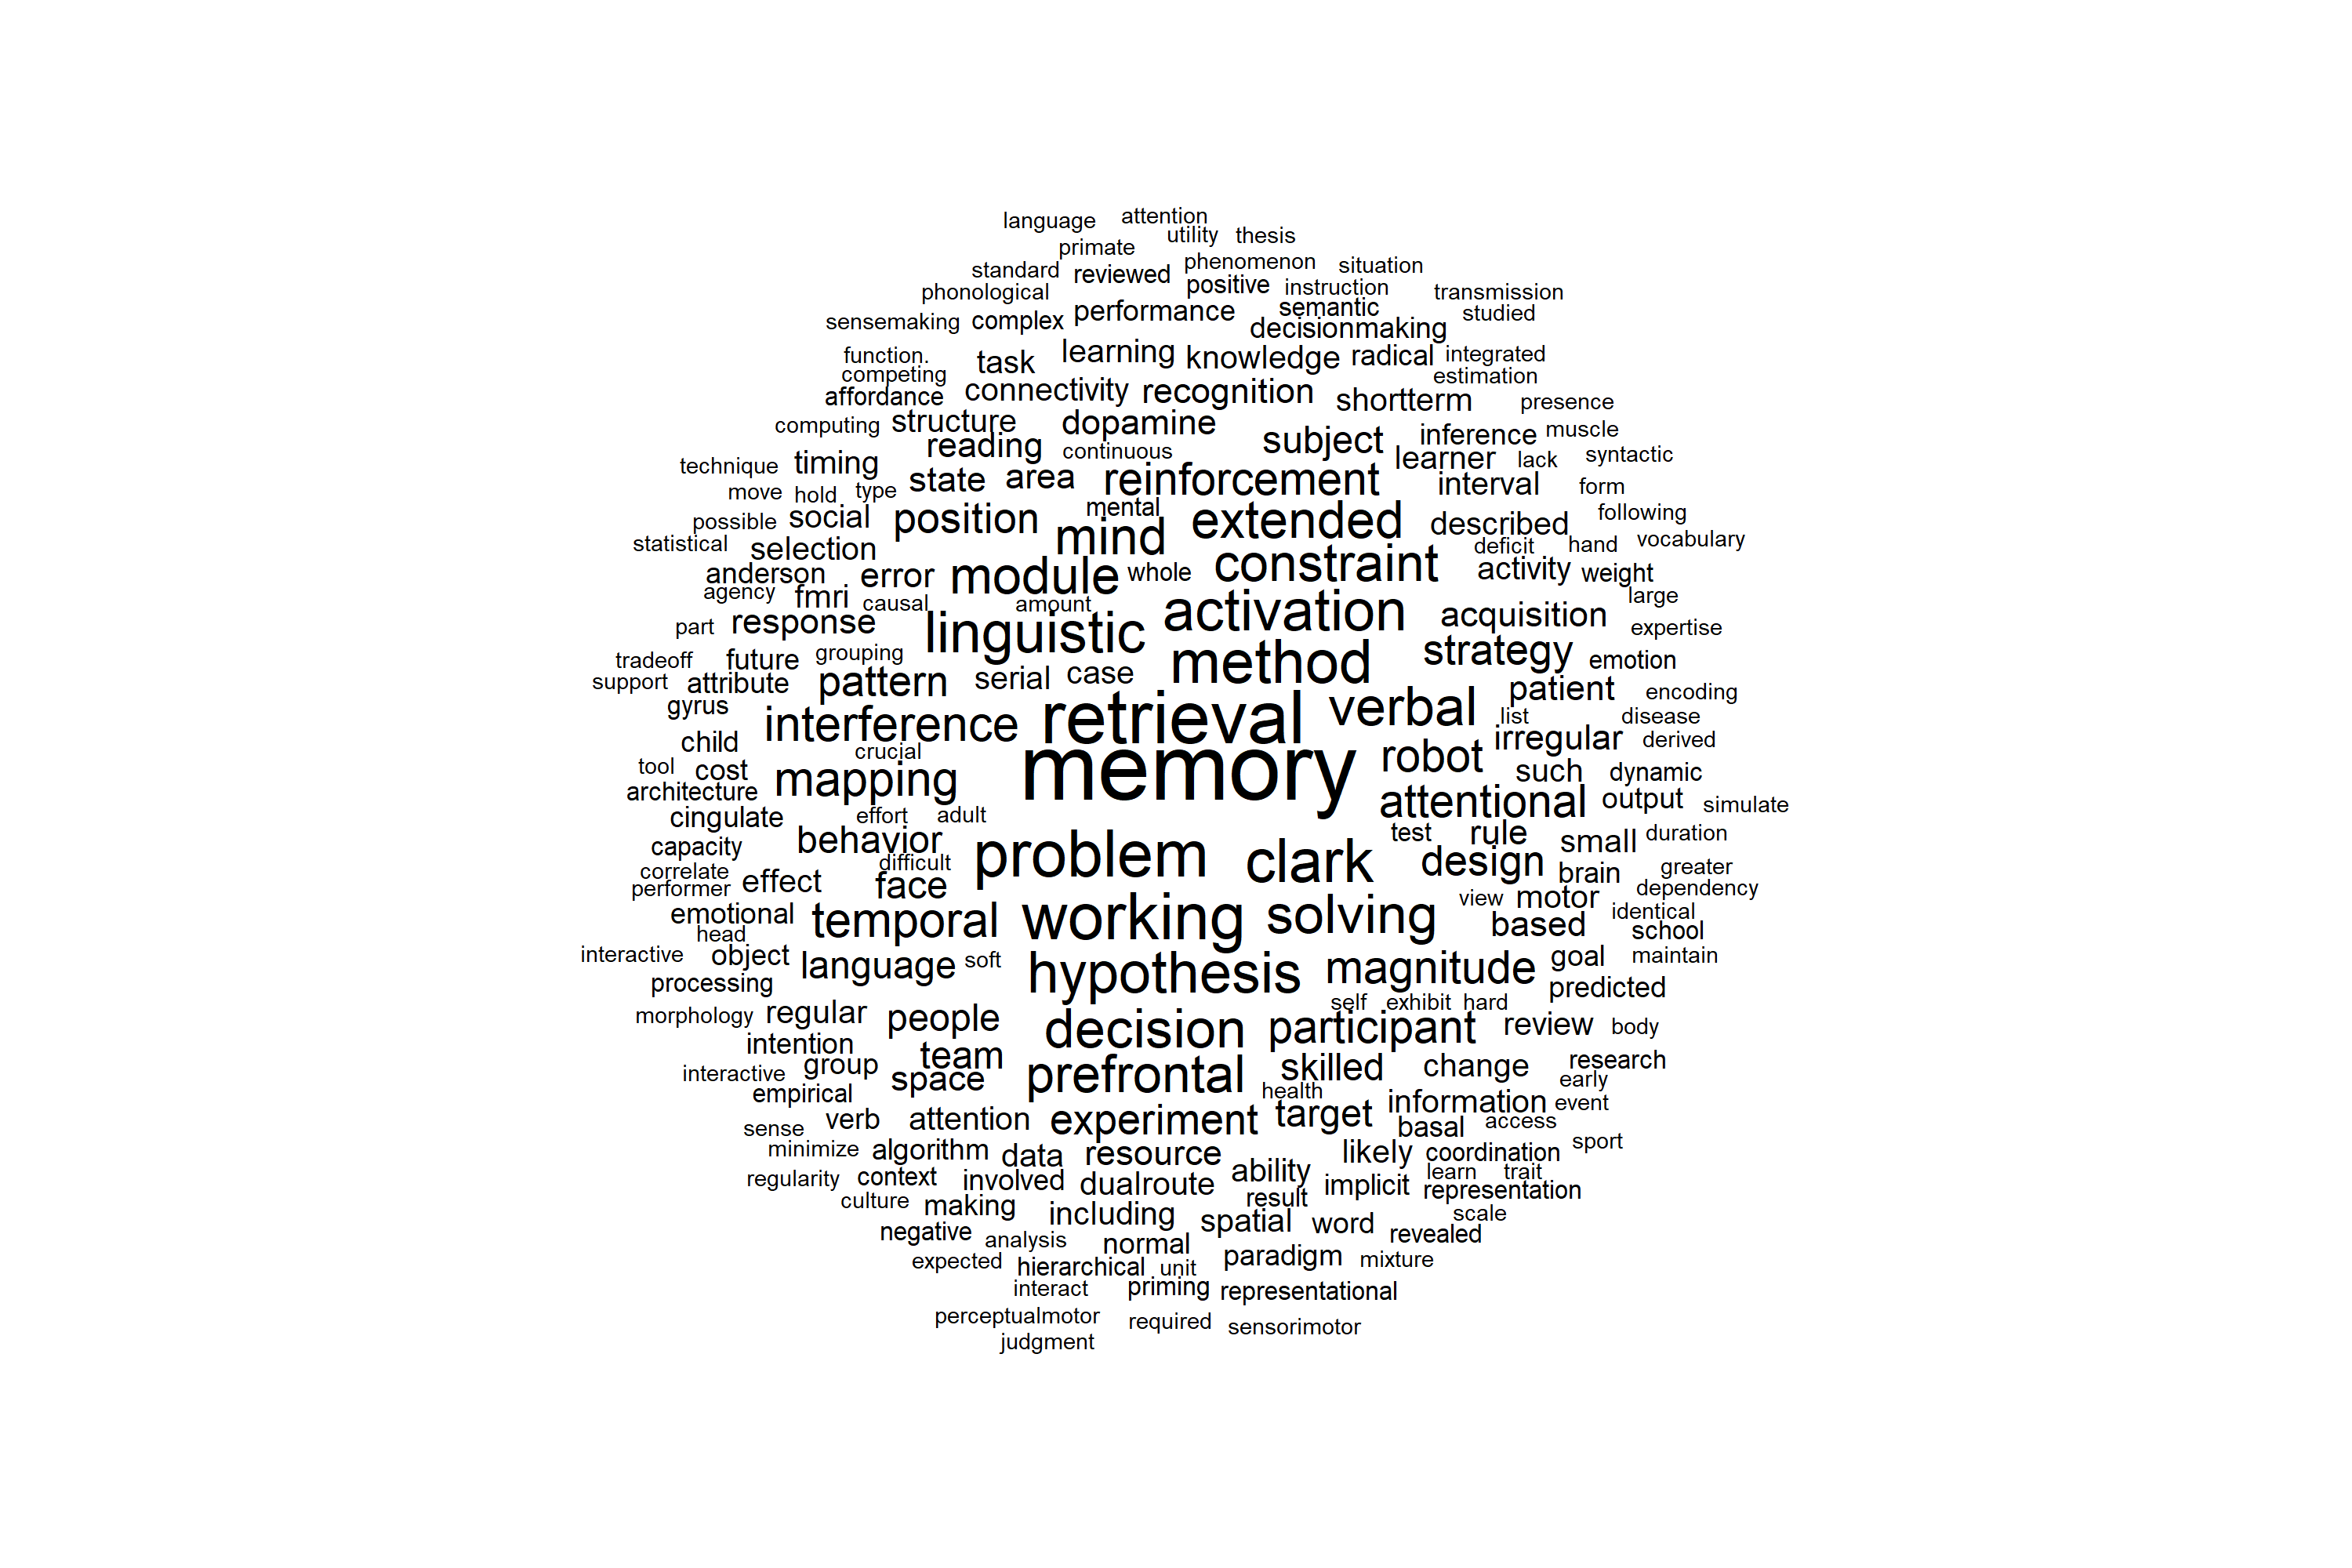 language attention
utility thesis
primate
phenomenon situation
standard reviewed
positive instruction
phonological transmission
performance semantic studied
sensemaking complex decisionmaking
function. task learning knowledge radical integrated
competing estimation
affordance connectivity recognition shortterm presence
computing structure dopamine
reading continuous subject inference muscle
technique timing learner lack syntactic
state area reinforcement interval form
move hold type
possible social position mental extended described following
statistical selection mind deficit hand vocabulary
anderson error module whole constraint activity weight
agency fmri causal amount large
part response linguistic activation acquisition expertise
tradeoff future grouping method strategy emotion
support attribute pattern serial case
gyrus patient encoding
interference retrieval verbal list disease
child crucial irregular derived
tool cost mapping memory robot such dynamic
architecture attentional output simulate
cingulate effort adult
capacity behavior test rule small duration
correlate difficult problem clark design brain greater
performer effect face dependency
emotional temporal working solving view motor identical
head based school
interactive object language soft hypothesis magnitude goal maintain
processing predicted
self exhibit hard
morphology regular people decision participant review body
intention
interactive group team prefrontal skilled change research
space early
empirical health information event
sense verb attention experiment target basal access
minimize algorithm data resource likely coordination sport
regularity context involved dualroute ability implicit learn trait
culture making result representation
including spatial word scale
negative analysis normal revealed
expected hierarchical unit paradigm mixture
interact priming representational
perceptualmotor required sensorimotor
judgment